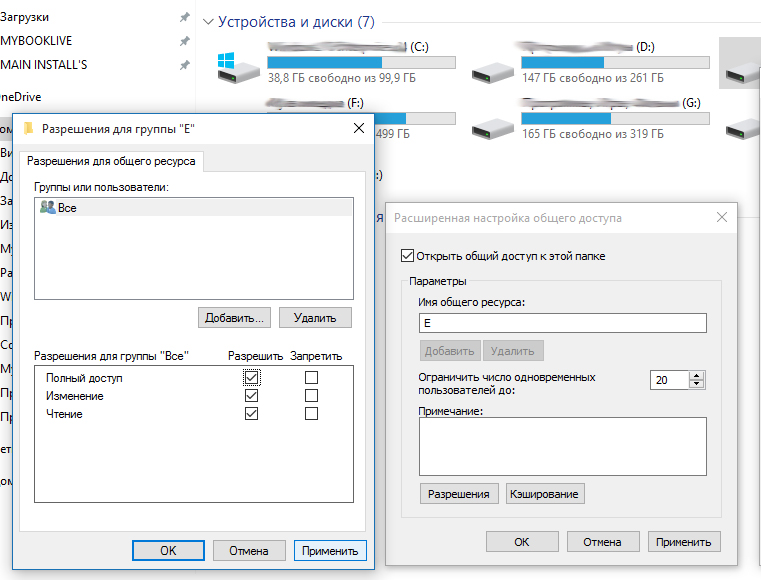 Загрузки
MYBOOKLIVE
MAIN INSTALL'S
neDrive
Устройства и диски (7)
(C:)
38,8 ГБ свободно из 99,9 ГБ
(D:)
147 ГБ свободно из 261 ГБ
(F:)
499 ГБ
(G:)
165 ГБ свободно из 319 ГБ
:)
я
Разрешения для группы "E"
Разрешения для общего ресурса
Группы или пользователи:
Все
Добавить...
Удалить
Разрешения для группы "Все"
Разрешить
Запретить
Полный доступ
Изменение
Чтение
OK
Отмена
Применить
Расширенная настройка общего доступа
Открыть общий доступ к этой папке
Параметры
Имя общего ресурса:
E
Добавить
Удалить
Ограничить число одновременных
пользователей до:
20
Примечание:
Разрешения
Кэширование
OK
Отмена
Применить